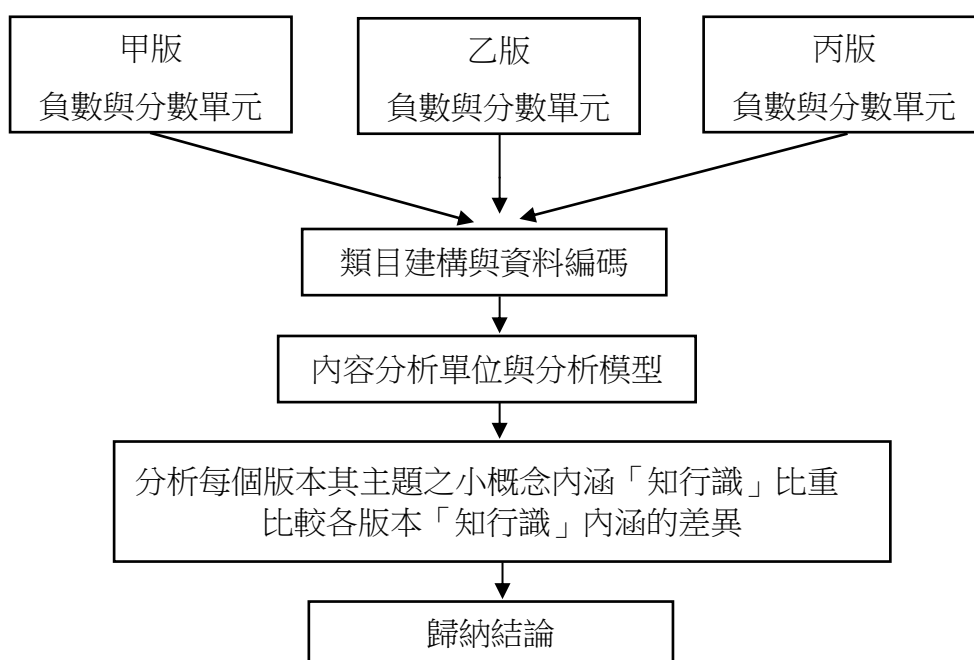 甲版
負數與分數單元
乙版
負數與分數單元
丙版
負數與分數單元
類目建構與資料編碼
內容分析單位與分析模型
分析每個版本其主題之小概念內涵「知行識」比重
比較各版本「知行識」內涵的差異
歸納結論